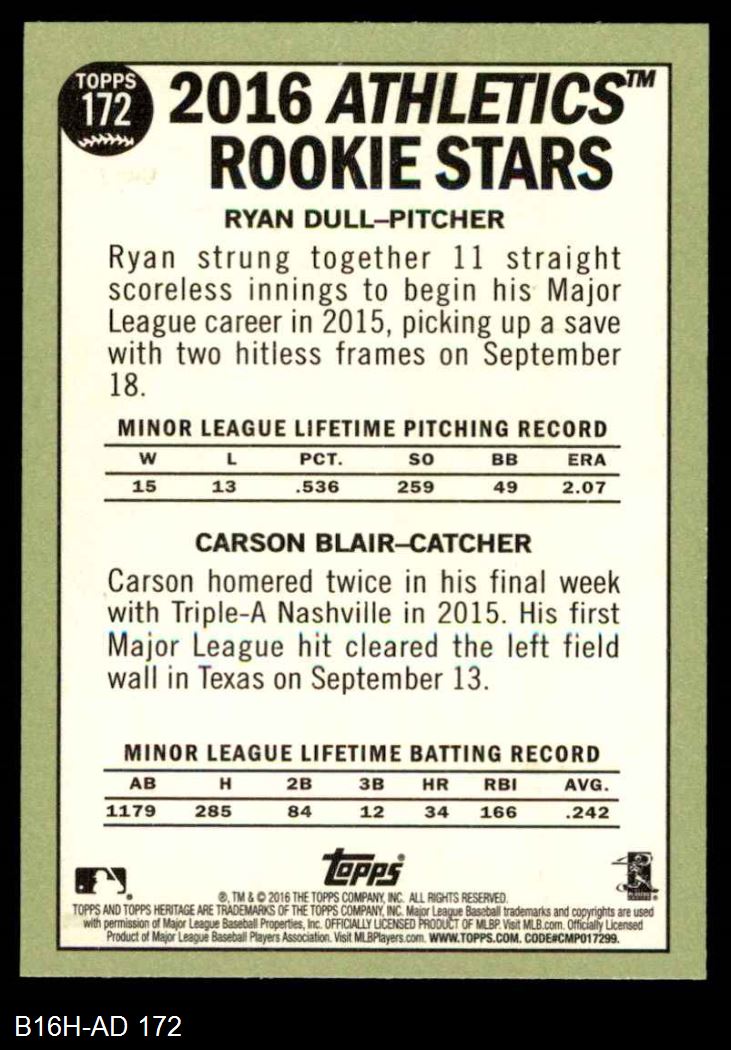 TOPPS
172
2016 ATHLETICS™
ROOKIE STARS
RYAN DULL–PITCHER
Ryan strung together 11 straight
scoreless innings to begin his Major
League career in 2015, picking up a save
with two hitless frames on September
18.
MINOR LEAGUE LIFETIME PITCHING RECORD
W L PCT. SO BB ERA
15 13 .536 259 49 2.07
CARSON BLAIR–CATCHER
Carson homered twice in his final week
with Triple-A Nashville in 2015. His first
Major League hit cleared the left field
wall in Texas on September 13.
MINOR LEAGUE LIFETIME BATTING RECORD
AB H 2B 3B HR RBI AVG.
1179 285 84 12 34 166 .242
topps®
®, TM & © 2016 THE TOPPS COMPANY, INC. ALL RIGHTS RESERVED.
TOPPS AND TOPPS HERITAGE ARE TRADEMARKS OF THE TOPPS COMPANY, INC. Major League Baseball trademarks and copyrights are used
with permission of Major League Baseball Properties, Inc. OFFICIALLY LICENSED PRODUCT OF MLBP. Visit MLB.com. Officially Licensed
Product of Major League Baseball Players Association. Visit MLBPlayers.com. WWW.TOPPS.COM. CODE#CMP017299.
B16H-AD 172